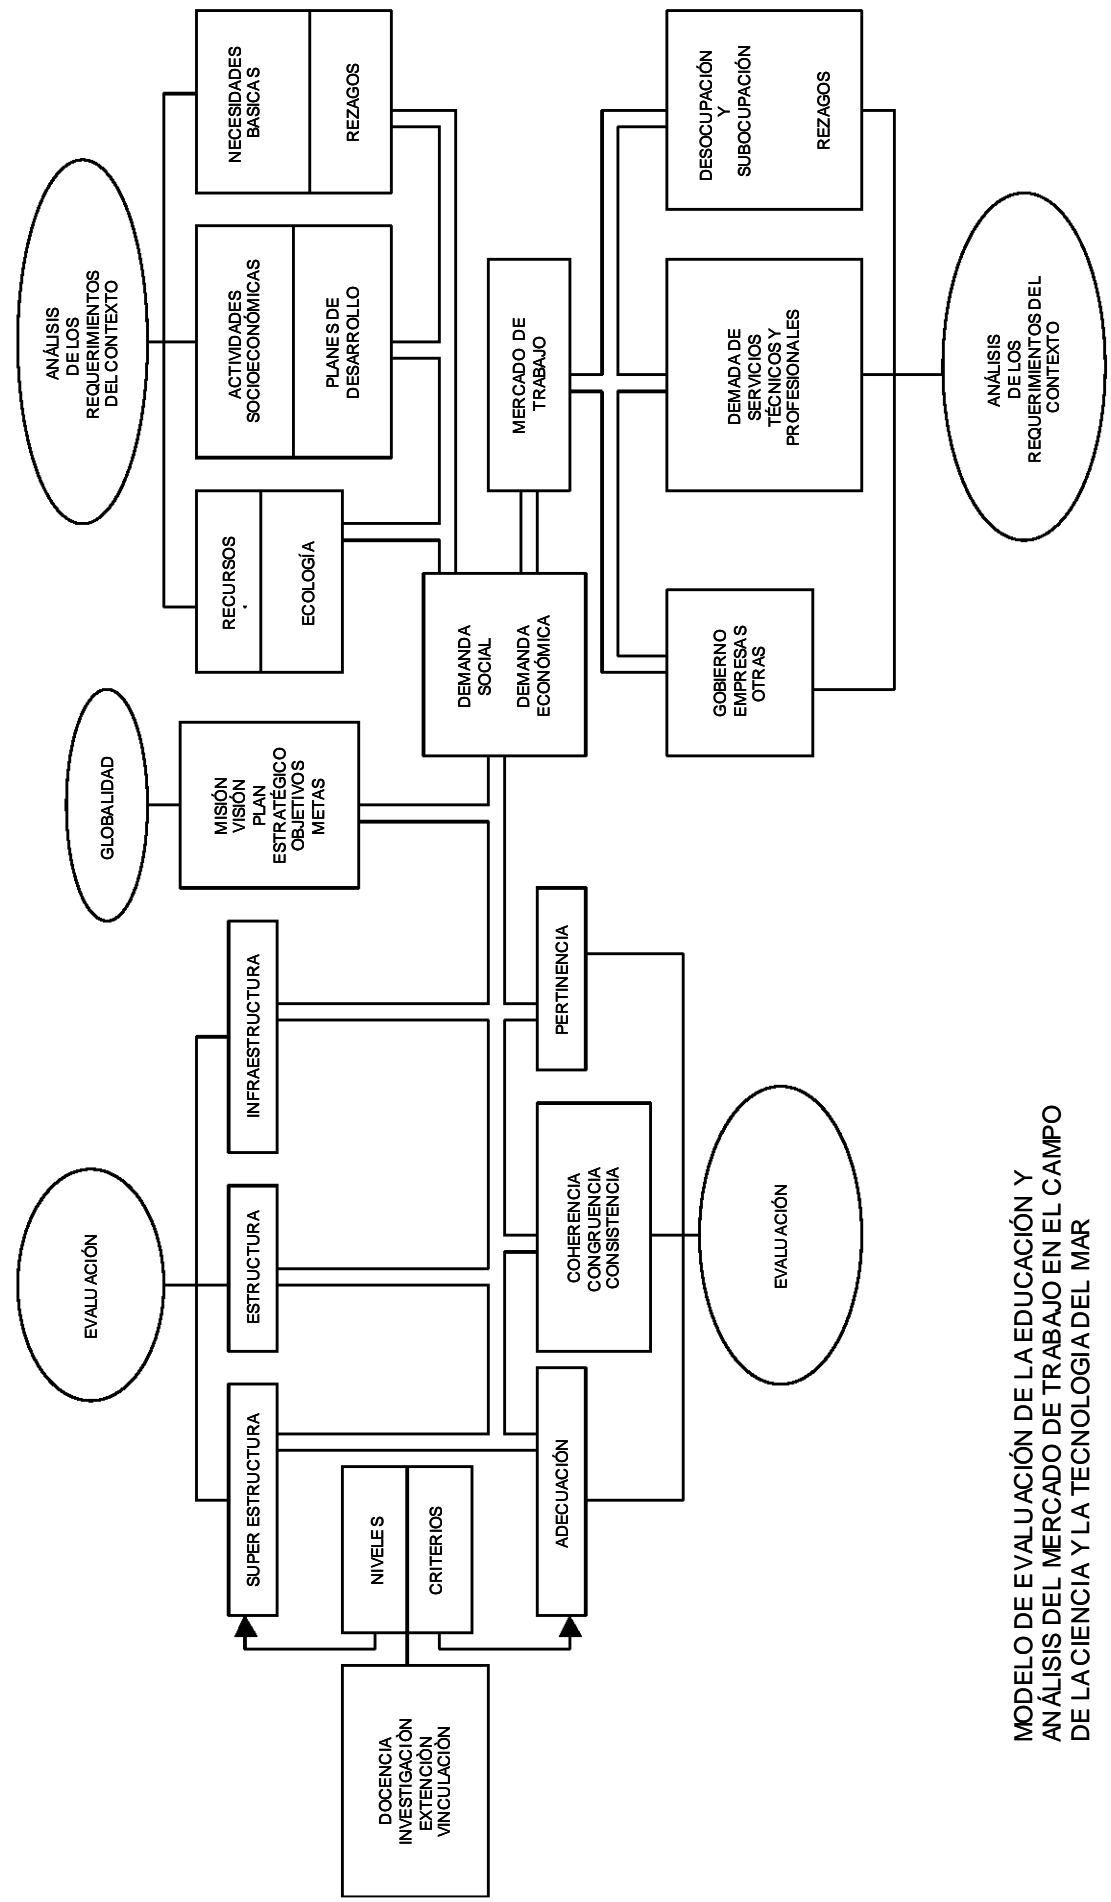 EVALUACIÓN
GLOBALIDAD
ANÁLISIS
DE LOS
REQUERIMIENTOS
DEL CONTEXTO
SUPER ESTRUCTURA
ESTRUCTURA
INFRAESTRUCTURA
MISIÓN
VISIÓN
PLAN
ESTRATÉGICO
OBJETIVOS
METAS
RECURSOS
ECOLOGÍA
ACTIVIDADES
SOCIOECONÓMICAS
PLANES DE
DESARROLLO
NECESIDADES
BASICAS
REZAGOS
DOCENCIA
INVESTIGACIÓN
EXTENCIÓN
VINCULACIÓN
NIVELES
CRITERIOS
DEMANDA
SOCIAL
DEMANDA
ECONÓMICA
MERCADO DE
TRABAJO
ADECUACIÓN
COHERENCIA
CONGRUENCIA
CONSISTENCIA
PERTINENCIA
GOBIERNO
EMPRESAS
OTRAS
DEMADA DE
SERVICIOS
TÉCNICOS Y
PROFESIONALES
DESOCUPACIÓN
Y
SUBOCUPACIÓN
REZAGOS
EVALUACIÓN
ANÁLISIS
DE LOS
REQUERIMIENTOS DEL
CONTEXTO
MODELO DE EVALUACIÓN DE LA EDUCACIÓN Y
ANÁLISIS DEL MERCADO DE TRABAJO EN EL CAMPO
DE LA CIENCIA Y LA TECNOLOGIA DEL MAR